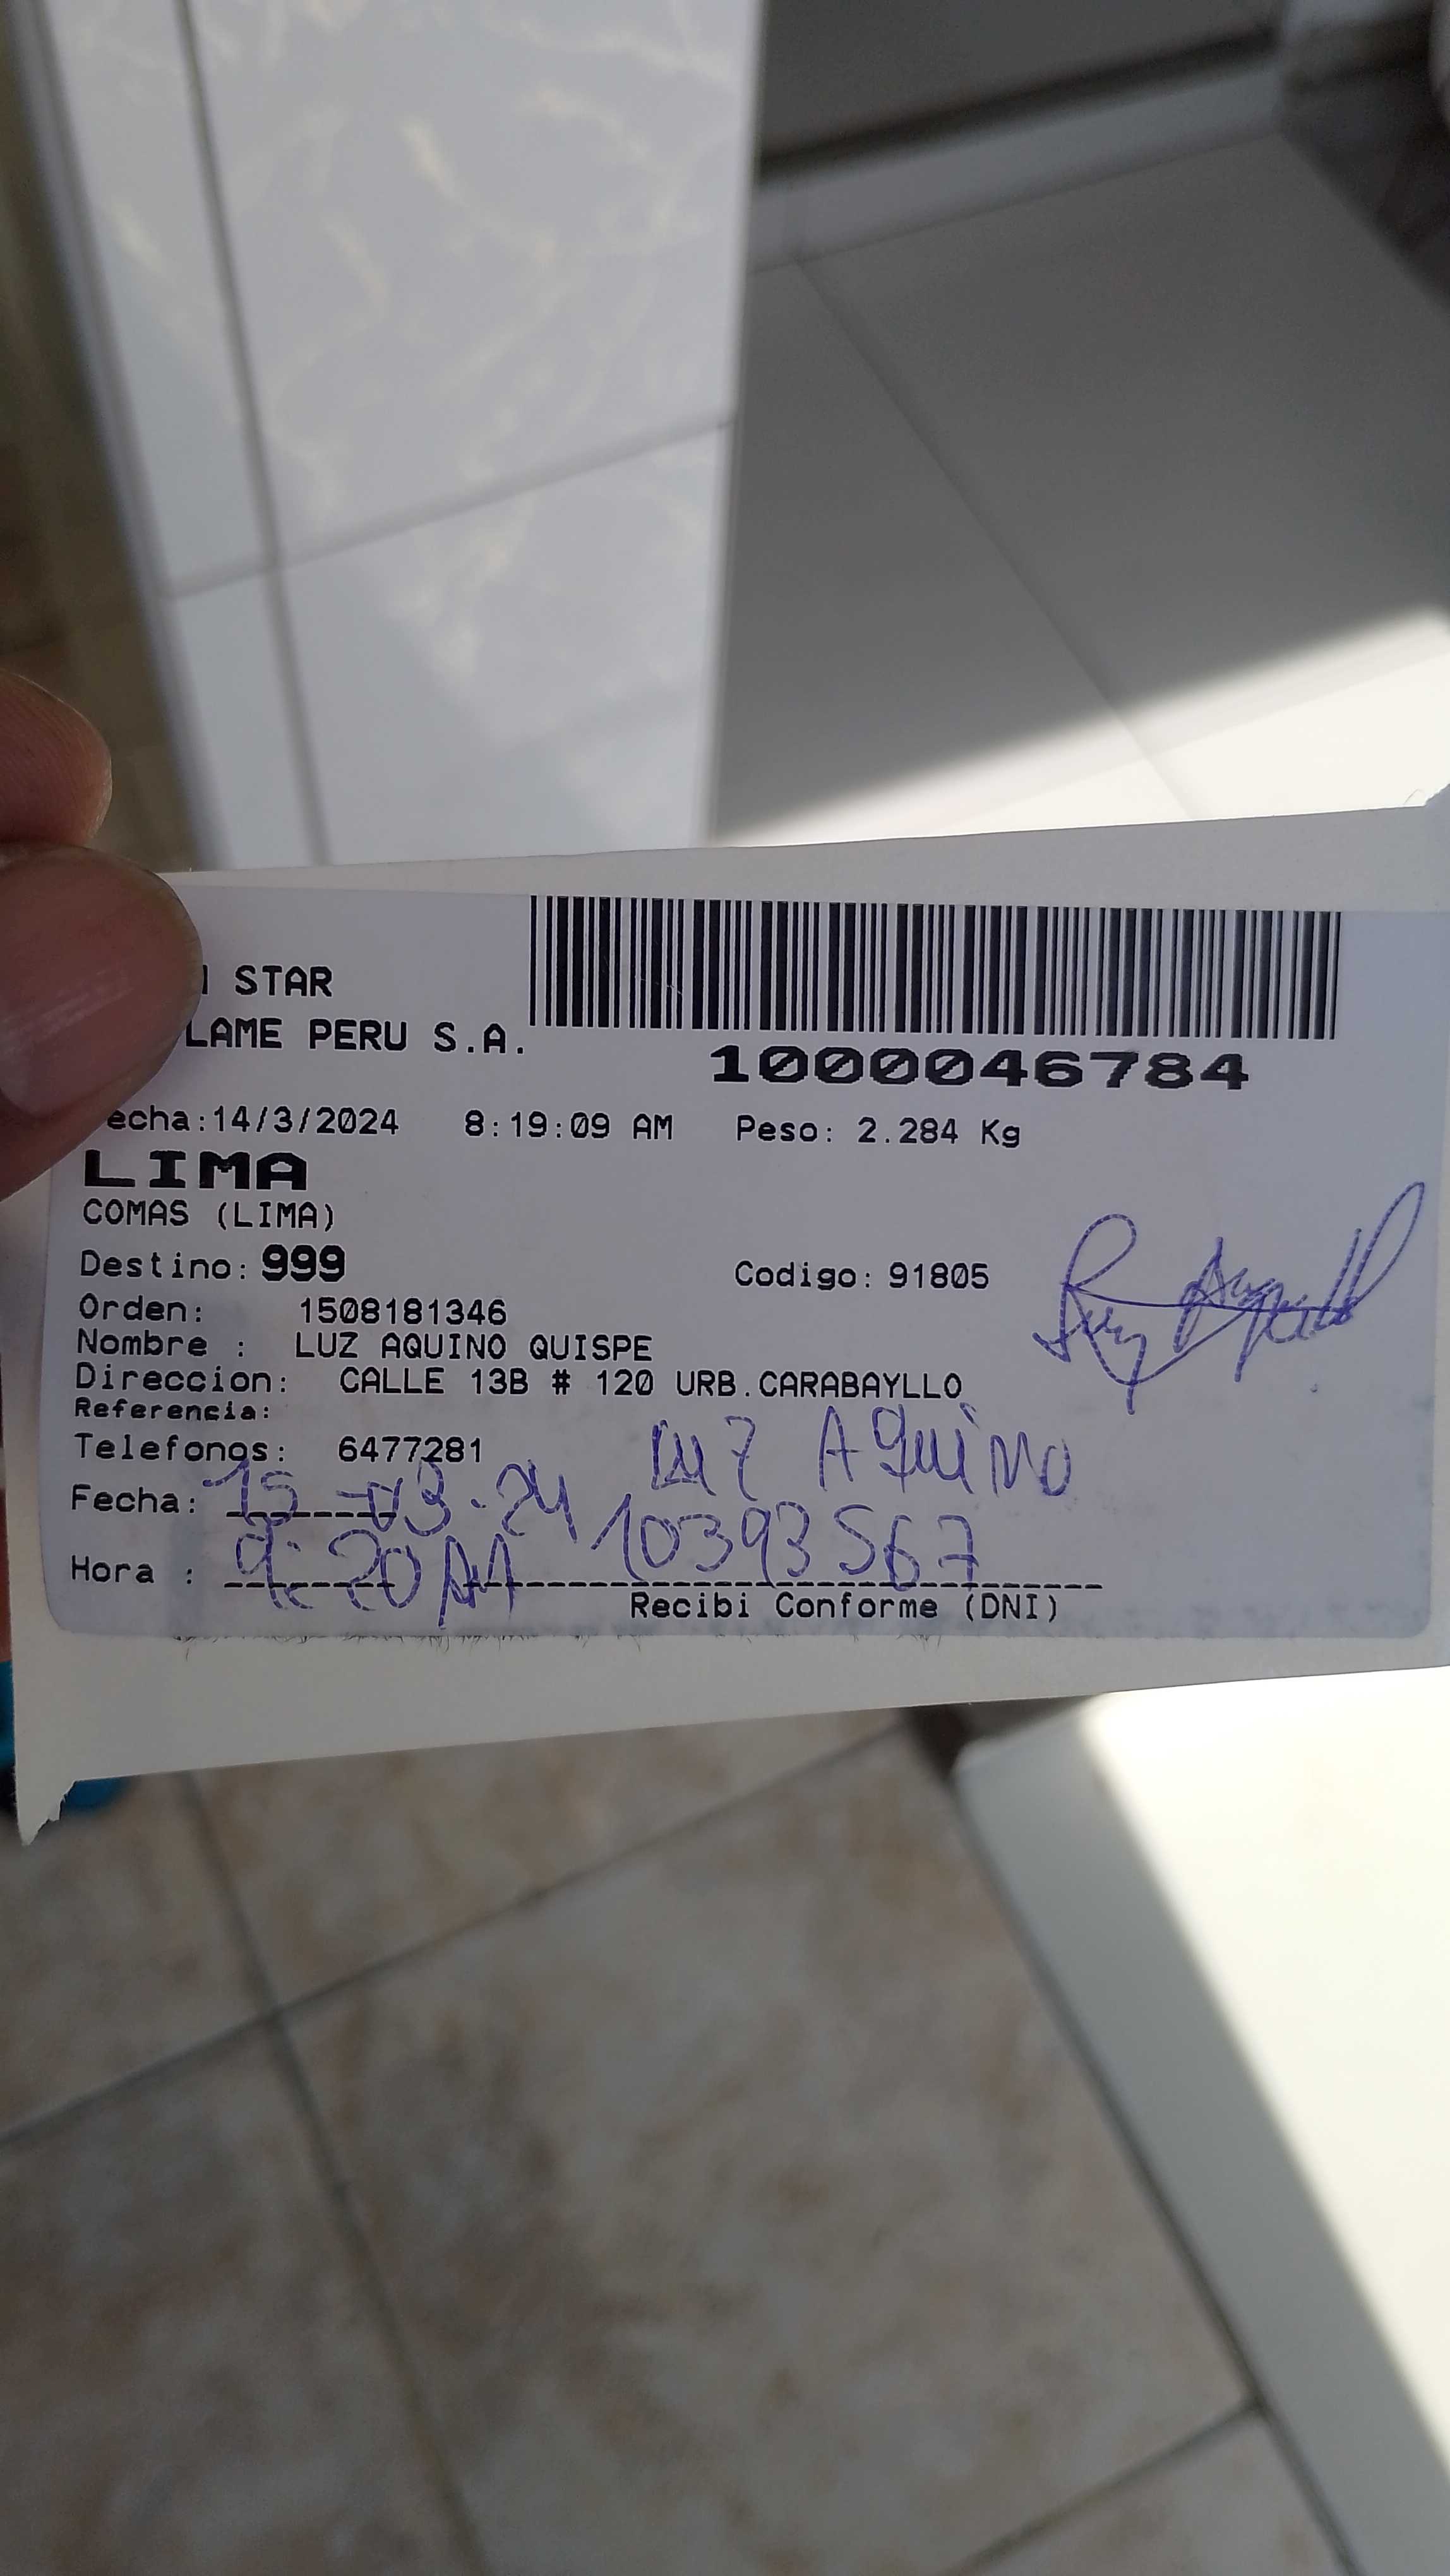 STAR
LAME PERU S.A.
1000046784
echa:14/3/2024 8:19:09 AM Peso: 2.284 Kg
LIMA
COMAS (LIMA)
Destino: 999 Codigo: 91805
Orden: 1508181346
Nombre : LUZ AQUINO QUISPE
Direccion: CALLE 13B # 120 URB.CARABAYLLO
Referencia:
Telefonos: 6477281
Luz AQuiNo
Fecha: 15-03-24
10393567
Hora : 9:20 AM
Recibi Conforme (DNI)